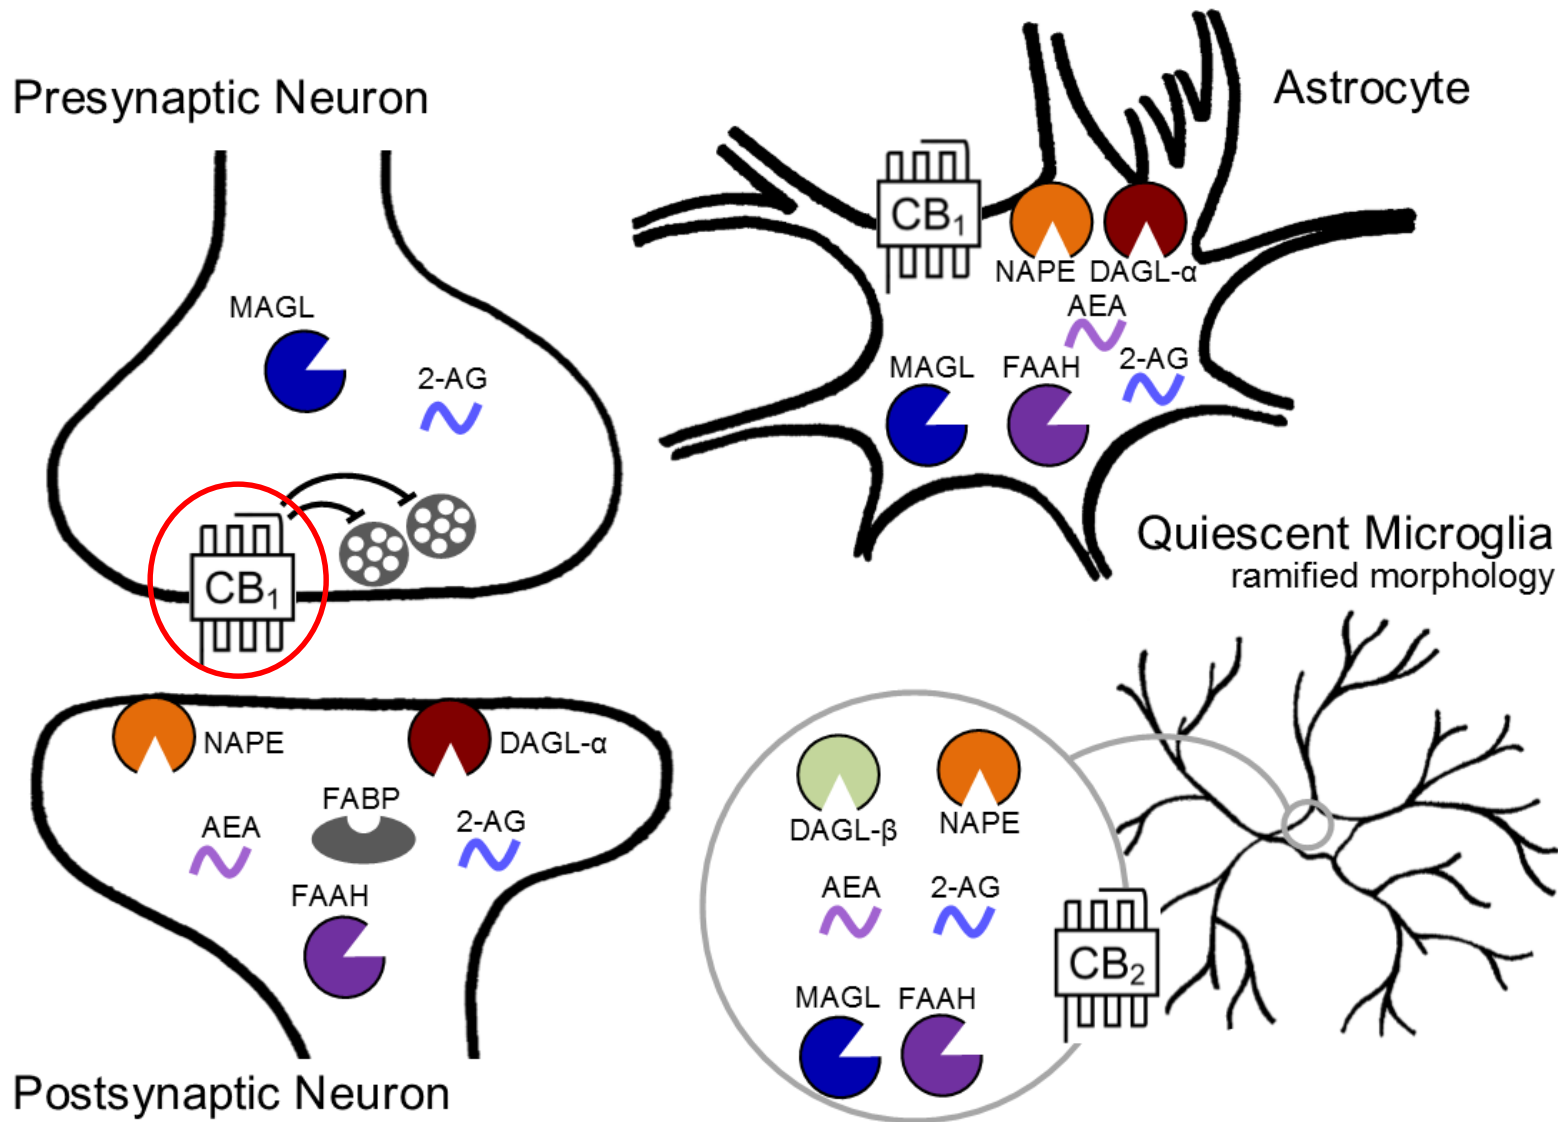 Presynaptic Neuron
MAGL
2-AG
CB₁
NAPE
DAGL-α
FABP
AEA
2-AG
FAAH
Postsynaptic Neuron
Astrocyte
CB₁
NAPE
DAGL-α
AEA
2-AG
MAGL
FAAH
Quiescent Microglia
ramified morphology
DAGL-β
NAPE
AEA
2-AG
CB₂
MAGL
FAAH